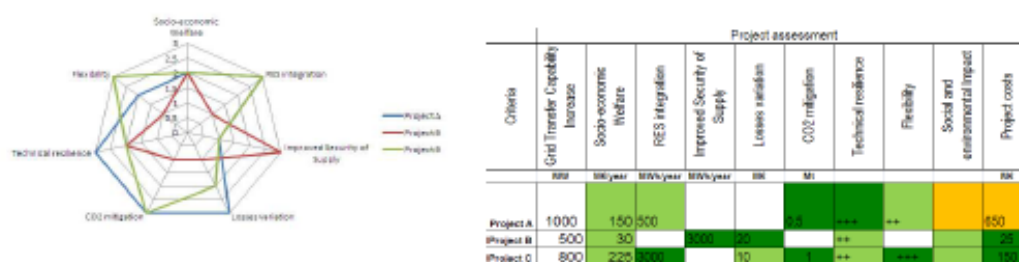 Socio-economic
Welfare
3
2.5
2
1.5
1
0.5
0
Flexibility
RES integration
Technical resilience
Improved Security of
Supply
CO2 mitigation
Losses variation
Project A
Project B
Project B
Project assessment
Criteria
Grid Transfer Capability
Increase
Socio-economic
Welfare
RES integration
Improved Security of
Supply
Losses variation
CO2 mitigation
Technical resilience
Flexibility
Social and
environmental Impact
Project costs
MW M€/year MWh/year MWh/year M€ Mt M€
Project A 1000 150 500 0.5 +++ ++ 650
Project B 500 30 3000 20 ++ 25
Project C 800 225 3000 10 1 ++ +++ 150